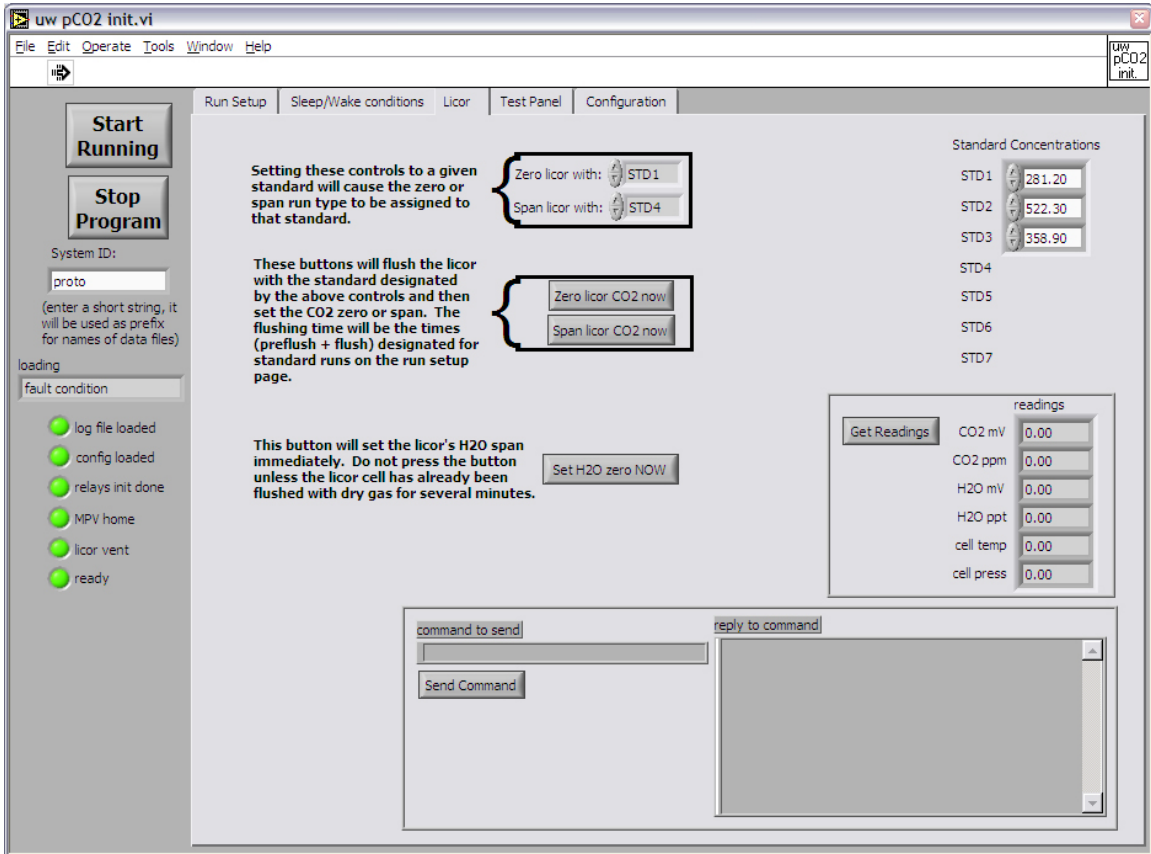 uw pCO2 init.vi
File Edit Operate Tools Window Help
uw
pCO2
init.
Start
Running
Stop
Program
System ID:
proto
(enter a short string, it
will be used as prefix
for names of data files)
loading
fault condition
log file loaded
config loaded
relays init done
MPV home
licor vent
ready
Run Setup Sleep/Wake conditions Licor Test Panel Configuration
Setting these controls to a given
standard will cause the zero or
span run type to be assigned to
that standard.
Zero licor with: STD1
Span licor with: STD4
These buttons will flush the licor
with the standard designated
by the above controls and then
set the CO2 zero or span. The
flushing time will be the times
(preflush + flush) designated for
standard runs on the run setup
page.
Zero licor CO2 now
Span licor CO2 now
This button will set the licor's H2O span
immediately. Do not press the button
unless the licor cell has already been
flushed with dry gas for several minutes.
Set H2O zero NOW
Standard Concentrations
STD1 281.20
STD2 522.30
STD3 358.90
STD4
STD5
STD6
STD7
readings
Get Readings
CO2 mV 0.00
CO2 ppm 0.00
H2O mV 0.00
H2O ppt 0.00
cell temp 0.00
cell press 0.00
command to send
Send Command
reply to command